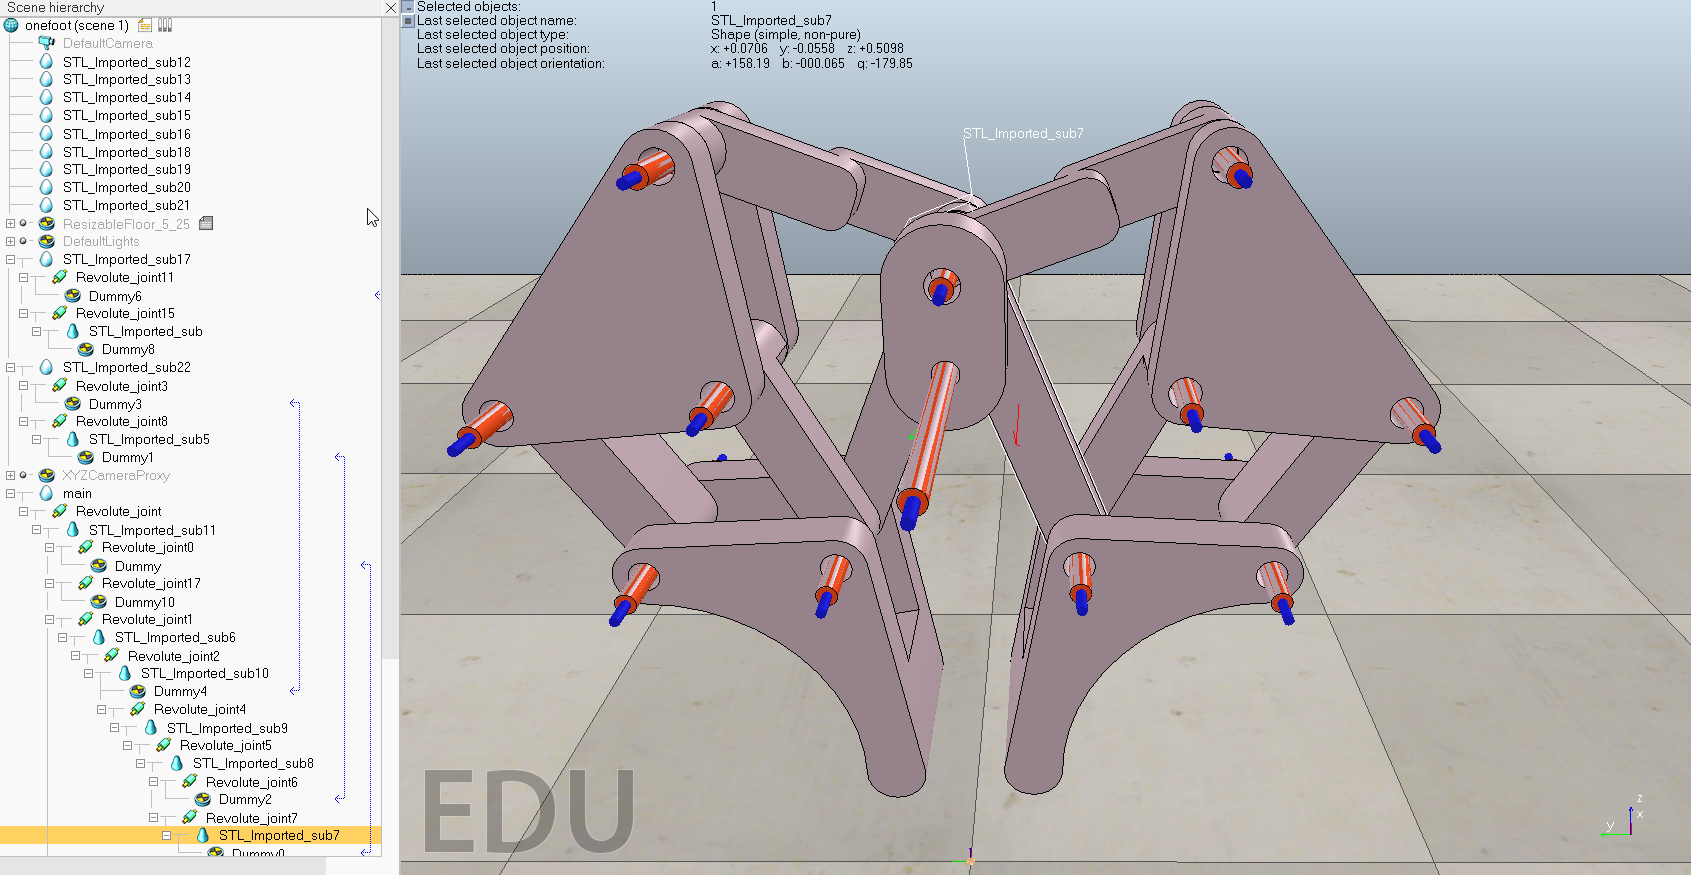 Scene hierarchy
onefoot (scene 1)
DefaultCamera
STL_Imported_sub12
STL_Imported_sub13
STL_Imported_sub14
STL_Imported_sub15
STL_Imported_sub16
STL_Imported_sub18
STL_Imported_sub19
STL_Imported_sub20
STL_Imported_sub21
ResizableFloor_5_25
DefaultLights
STL_Imported_sub17
Revolute_joint11
Dummy6
Revolute_joint15
STL_Imported_sub
Dummy8
STL_Imported_sub22
Revolute_joint3
Dummy3
Revolute_joint8
STL_Imported_sub5
Dummy1
XYZCameraProxy
main
Revolute_joint
STL_Imported_sub11
Revolute_joint0
Dummy
Revolute_joint17
Dummy10
Revolute_joint1
STL_Imported_sub6
Revolute_joint2
STL_Imported_sub10
Dummy4
Revolute_joint4
STL_Imported_sub9
Revolute_joint5
STL_Imported_sub8
Revolute_joint6
Dummy2
Revolute_joint7
STL_Imported_sub7
Dummy0
Selected objects: 1
Last selected object name: STL_Imported_sub7
Last selected object type: Shape (simple, non-pure)
Last selected object position: x: +0.0706 y: -0.0558 z: +0.5098
Last selected object orientation: a: +158.19 b: -000.065 g: -179.85
STL_Imported_sub7
EDU
z
x
y